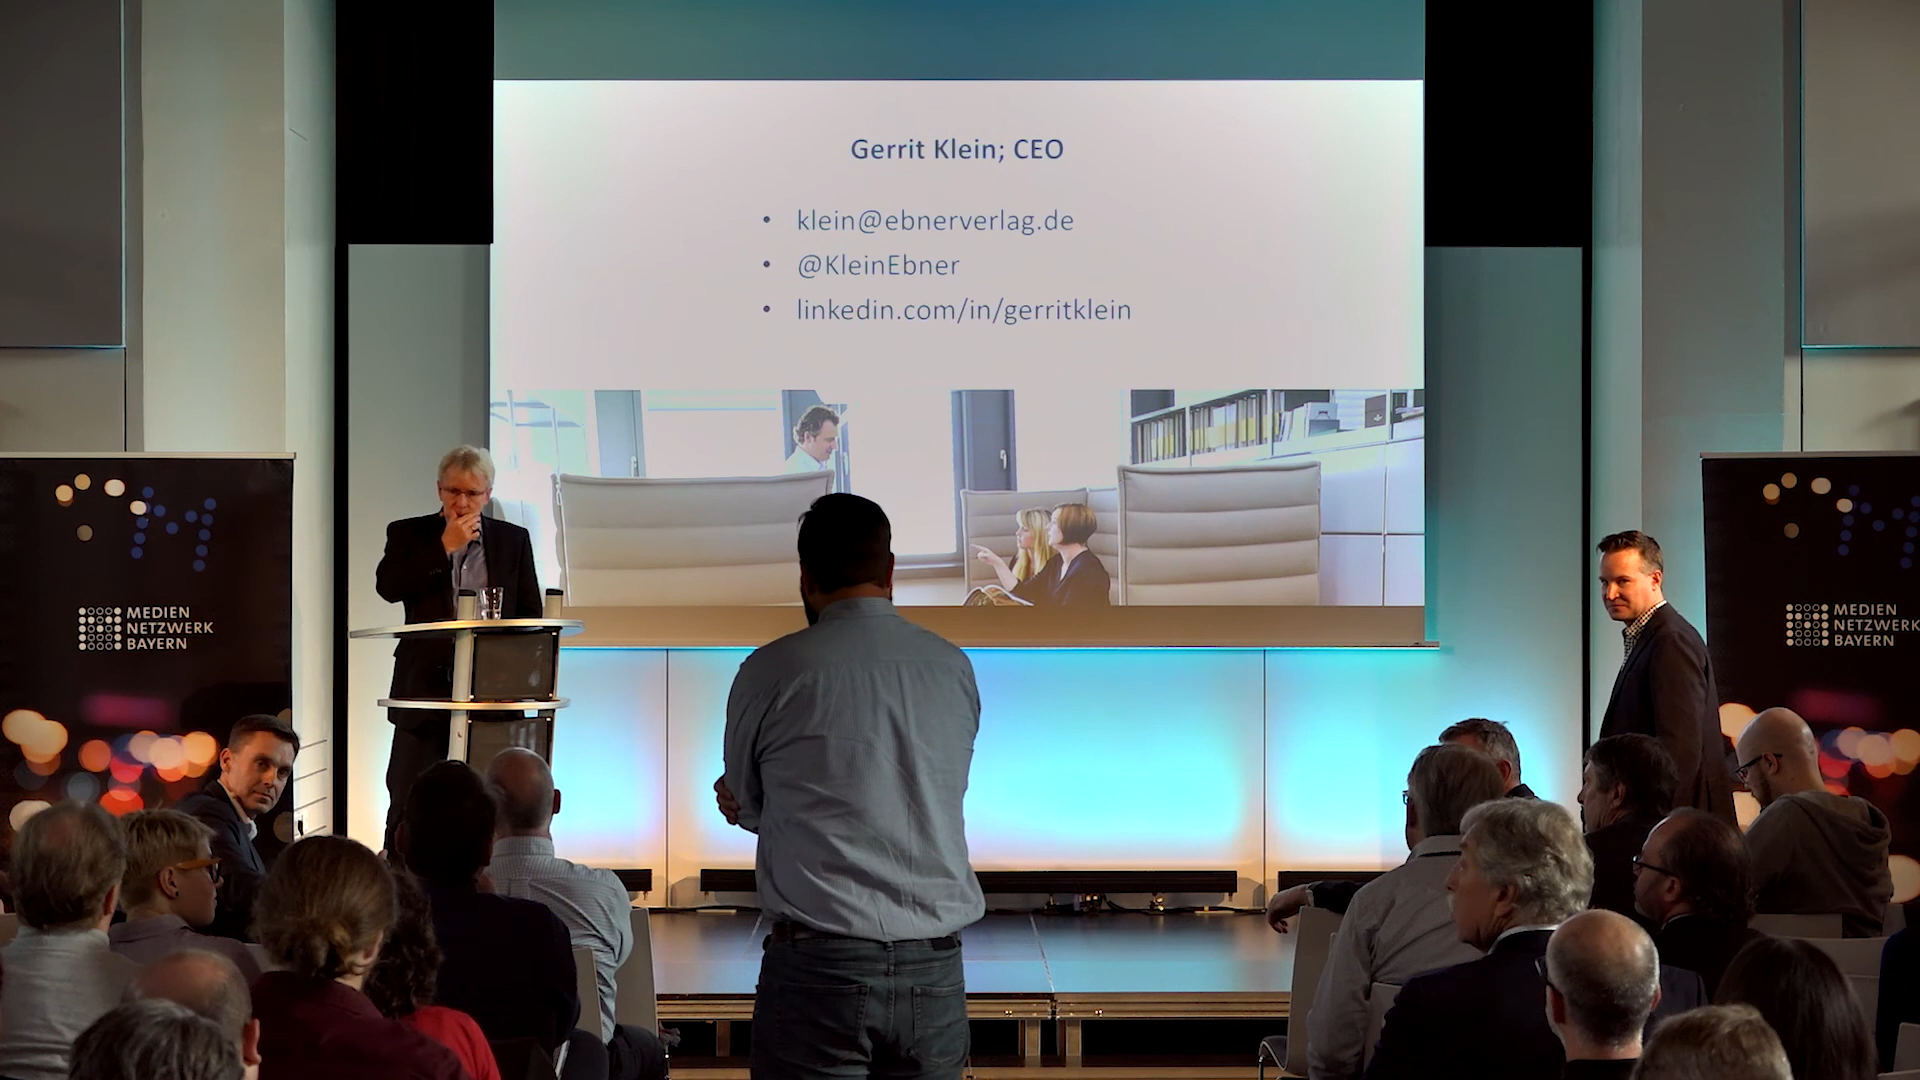 Gerrit Klein; CEO
• klein@ebnerverlag.de
• @KleinEbner
• linkedin.com/in/gerritklein
MEDIEN
NETZWERK
BAYERN
MEDIEN
NETZWERK
BAYERN